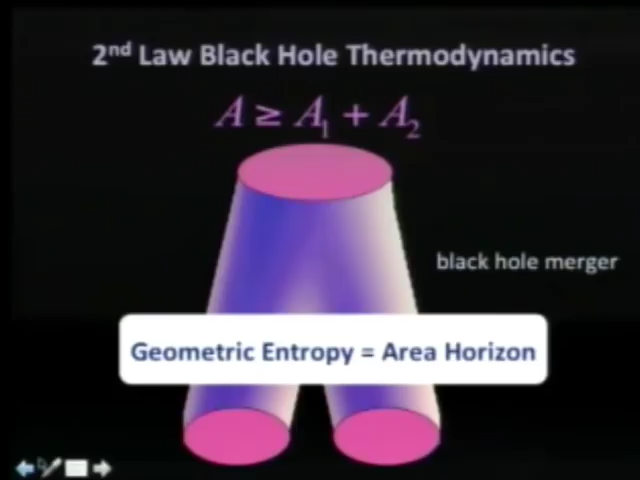 2nd Law Black Hole Thermodynamics
A ≥ A₁ + A₂
black hole merger
Geometric Entropy = Area Horizon